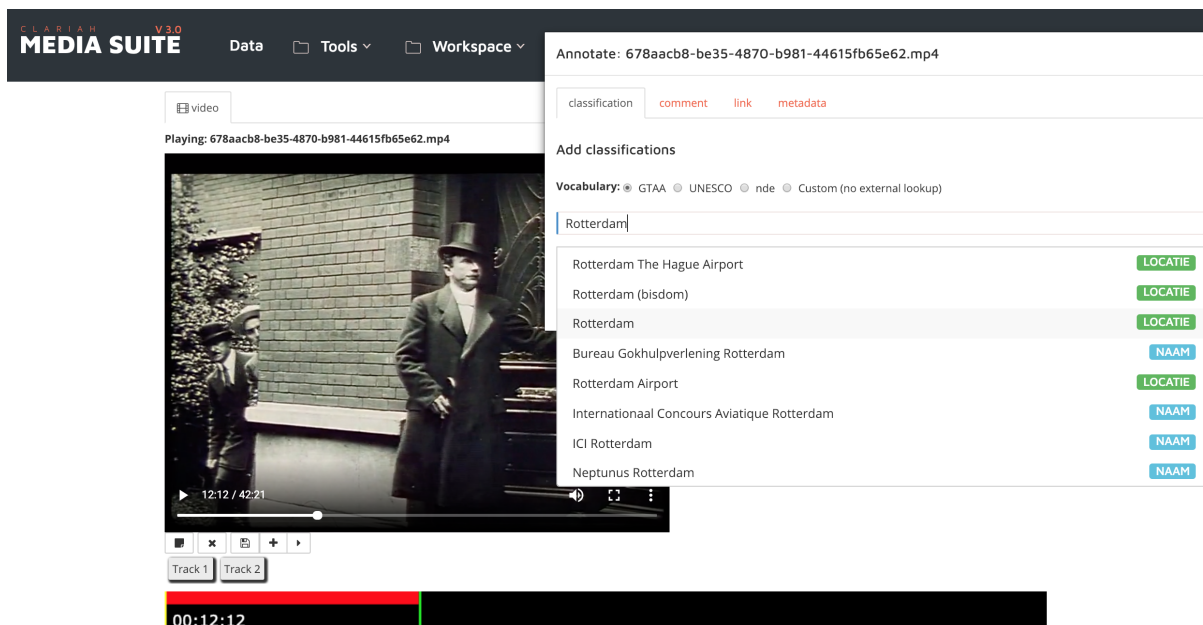 CLARIAH V 3.0
MEDIA SUITE
Data
Tools
Workspace
video
Playing: 678aacb8-be35-4870-b981-44615fb65e62.mp4
12:12 / 42:21
Track 1 Track 2
00:12:12
Annotate: 678aacb8-be35-4870-b981-44615fb65e62.mp4
classification comment link metadata
Add classifications
Vocabulary: GTAA UNESCO nde Custom (no external lookup)
Rotterdam
Rotterdam The Hague Airport LOCATIE
Rotterdam (bisdom) LOCATIE
Rotterdam LOCATIE
Bureau Gokhulpverlening Rotterdam NAAM
Rotterdam Airport LOCATIE
Internationaal Concours Aviatique Rotterdam NAAM
ICI Rotterdam NAAM
Neptunus Rotterdam NAAM